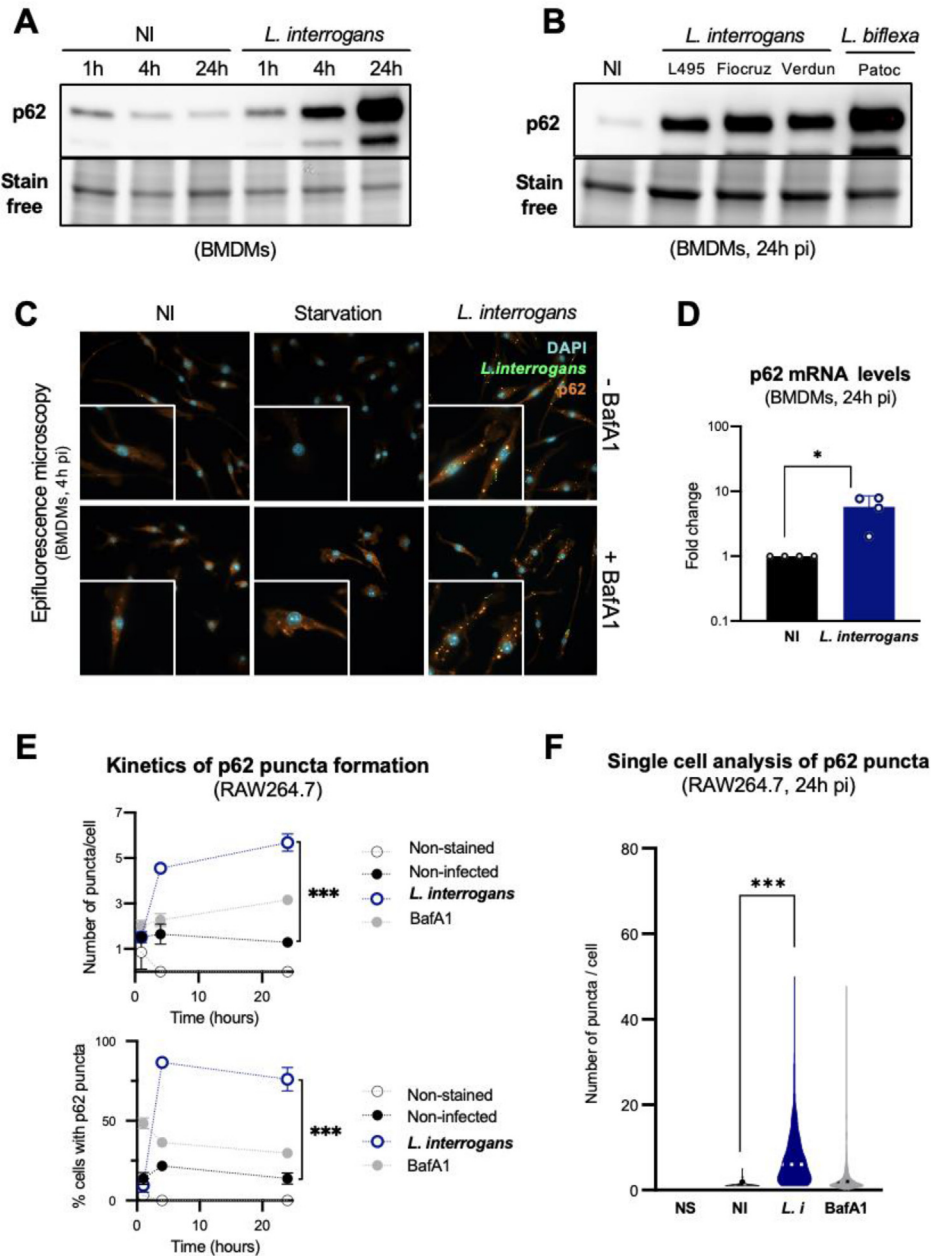 A
NI
L. interrogans
1h 4h 24h 1h 4h 24h
p62
Stain
free
(BMDMs)
B
L. interrogans
L. biflexa
NI
L495 Fiocruz Verdun Patoc
p62
Stain
free
(BMDMs, 24h pi)
C
NI
Starvation
L. interrogans
Epifluorescence microscopy
(BMDMs, 4h pi)
DAPI
L.interrogans
p62
- BafA1
+ BafA1
D
p62 mRNA levels
(BMDMs, 24h pi)
Fold change
100
10
1
0.1
*
NI
L. interrogans
E
Kinetics of p62 puncta formation
(RAW264.7)
Number of puncta/cell
7
5
3
1
0 10 20
Time (hours)
***
Non-stained
Non-infected
L. interrogans
BafA1
% cells with p62 puncta
100
50
0
0 10 20
Time (hours)
***
Non-stained
Non-infected
L. interrogans
BafA1
F
Single cell analysis of p62 puncta
(RAW264.7, 24h pi)
Number of puncta / cell
80
60
40
20
0
***
NS NI L. i BafA1